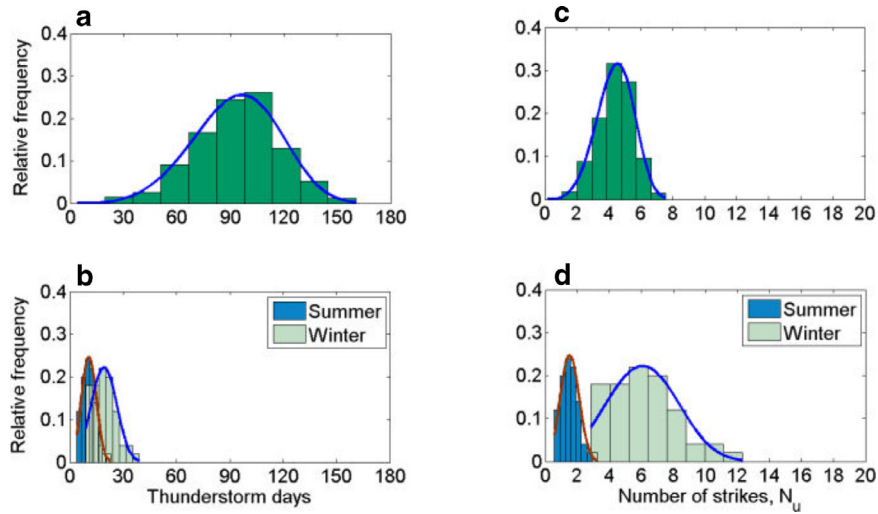 a
Relative frequency
0.4
0.3
0.2
0.1
0
0 30 60 90 120 150 180
c
0.4
0.3
0.2
0.1
0
0 2 4 6 8 10 12 14 16 18 20
b
Relative frequency
0.4
0.3
0.2
0.1
0
Summer
Winter
0 30 60 90 120 150 180
Thunderstorm days
d
0.4
0.3
0.2
0.1
0
Summer
Winter
0 2 4 6 8 10 12 14 16 18 20
Number of strikes, Nu